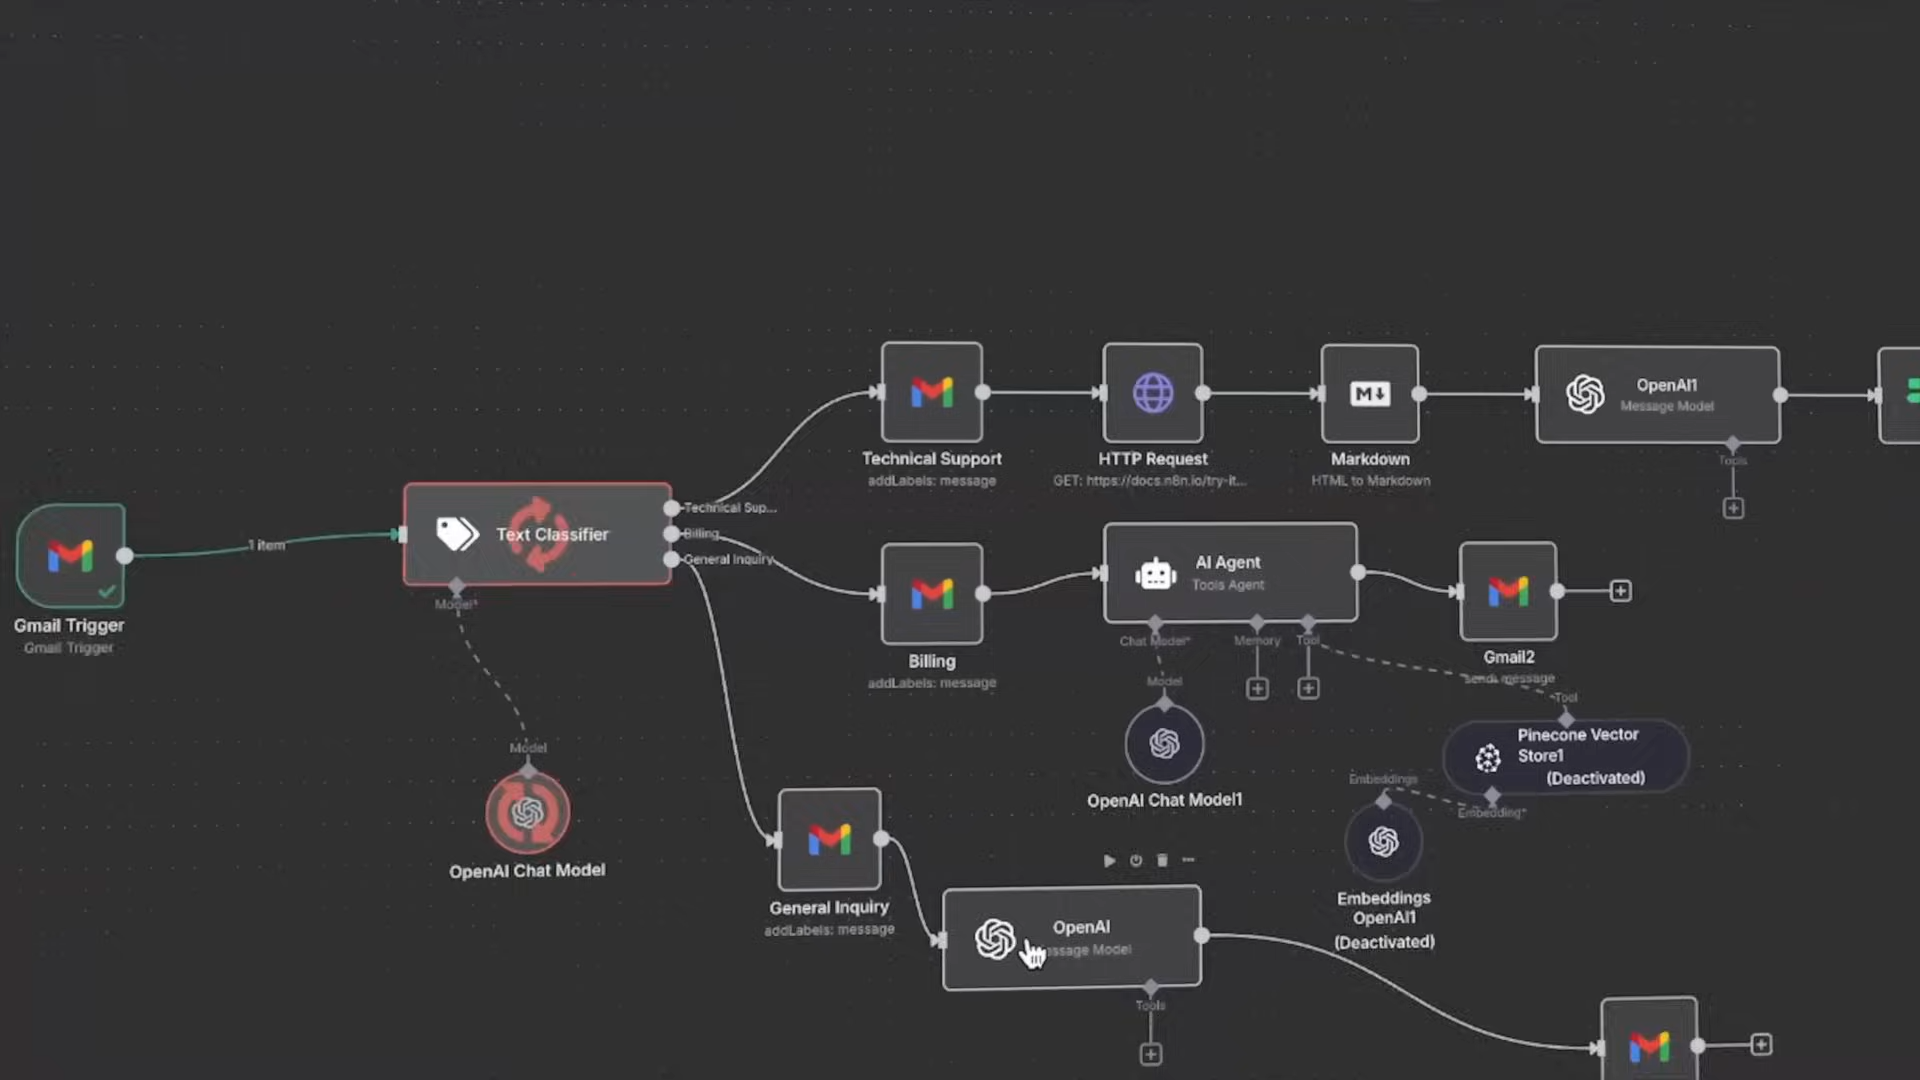 M↓
OpenAI1
Message Model
Technical Support
addLabels: message
HTTP Request
GET: https://docs.n8n.io/try-it...
Markdown
HTML to Markdown
Tools
Technical Sup...
Text Classifier
Billing
General Inquiry
1 item
AI Agent
Tools Agent
Model*
Gmail Trigger
Gmail Trigger
Chat Model*
Memory
Tool
Billing
addLabels: message
Gmail2
send: message
Model
Tool
Pinecone Vector
Store1
(Deactivated)
Model
Embeddings
Embedding*
OpenAI Chat Model1
OpenAI Chat Model
General Inquiry
addLabels: message
Embeddings
OpenAI1
(Deactivated)
OpenAI
ssage Model
Tools